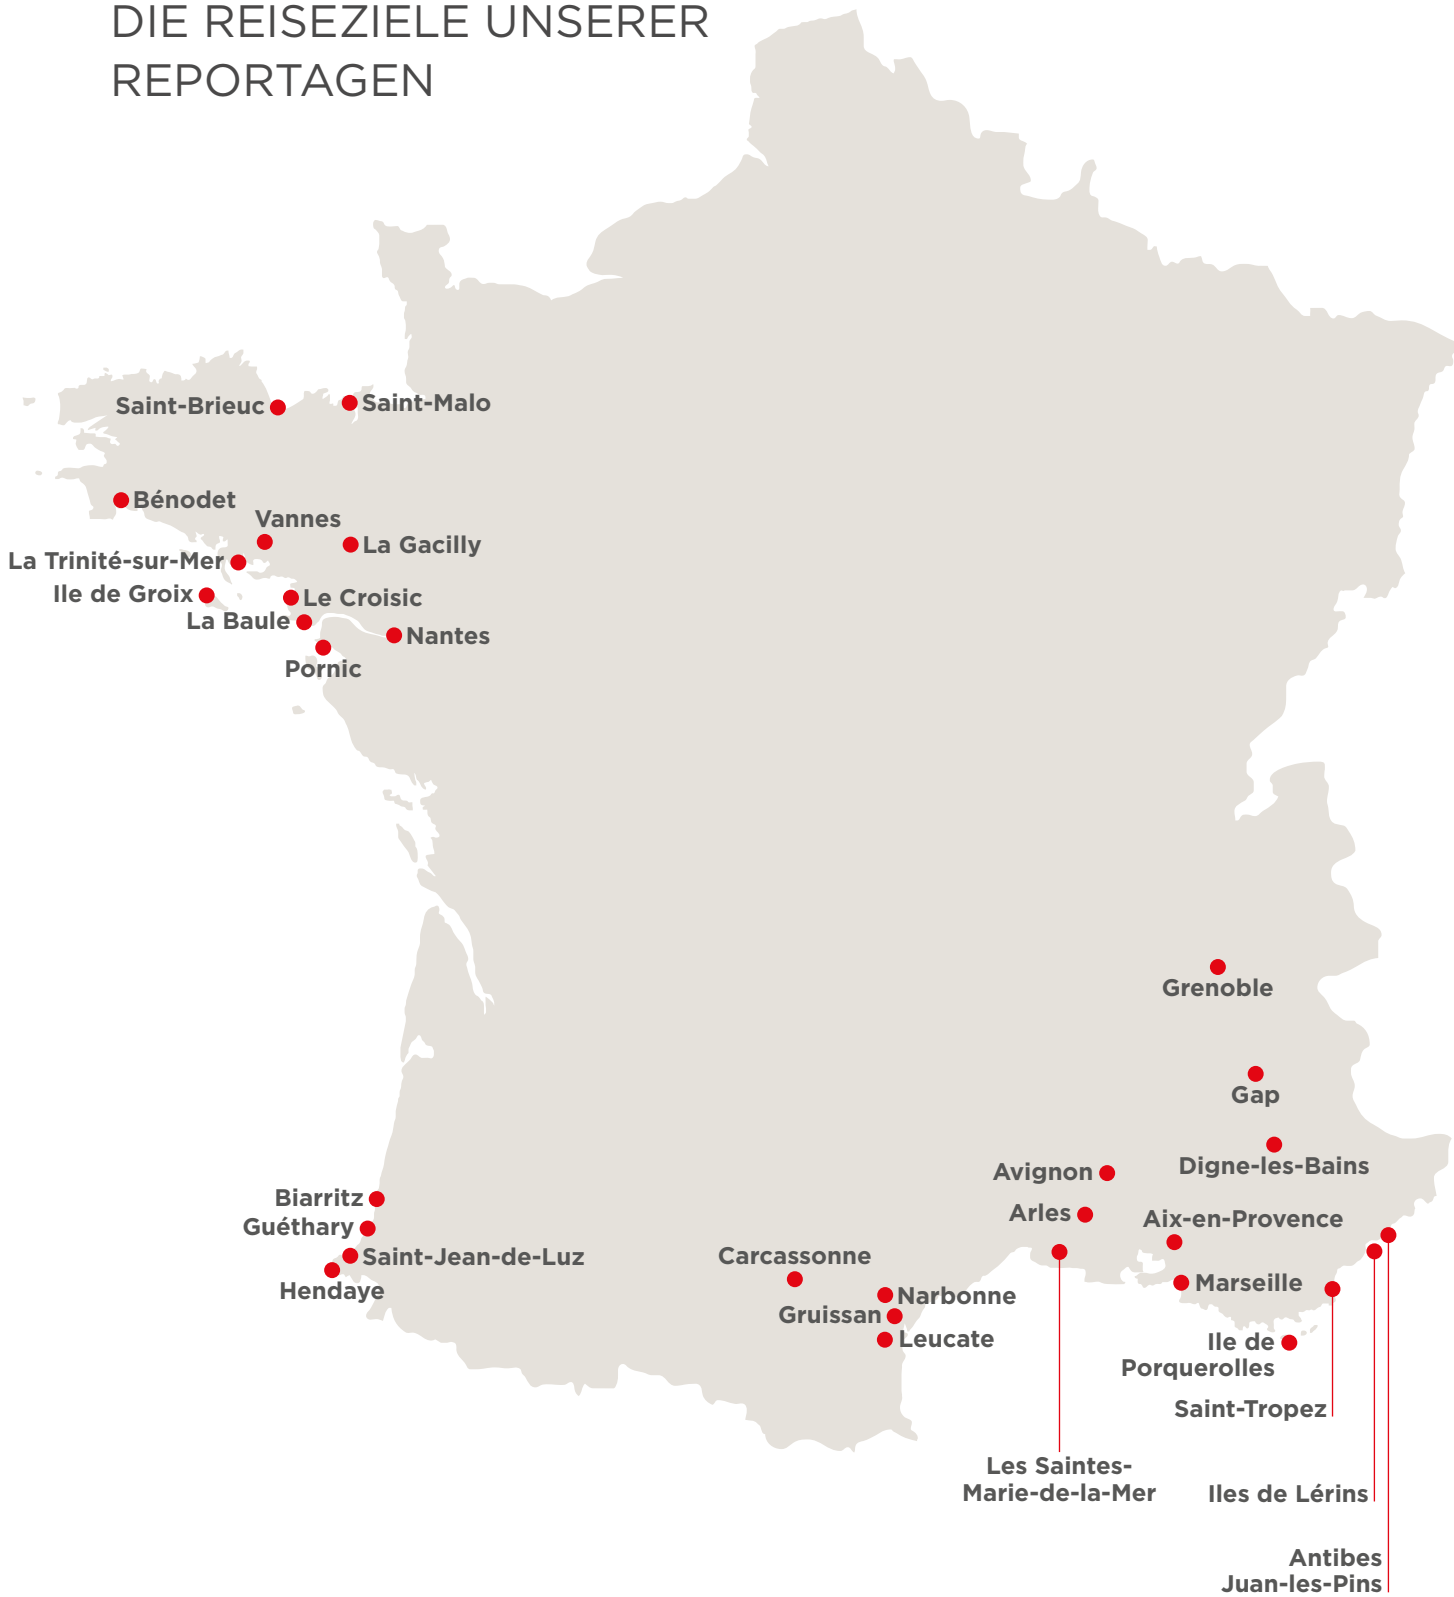 DIE REISEZIELE UNSERER
REPORTAGEN
Saint-Brieuc
Saint-Malo
Bénodet
Vannes
La Gacilly
La Trinité-sur-Mer
Ile de Groix
Le Croisic
La Baule
Nantes
Pornic
Grenoble
Gap
Digne-les-Bains
Avignon
Arles
Aix-en-Provence
Biarritz
Guéthary
Saint-Jean-de-Luz
Hendaye
Carcassonne
Narbonne
Gruissan
Leucate
Marseille
Ile de
Porquerolles
Saint-Tropez
Les Saintes-
Marie-de-la-Mer
Iles de Lérins
Antibes
Juan-les-Pins